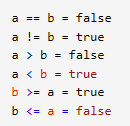 a == b = false
a != b = true
a > b = false
a < b = true
b >= a = true
b <= a = false